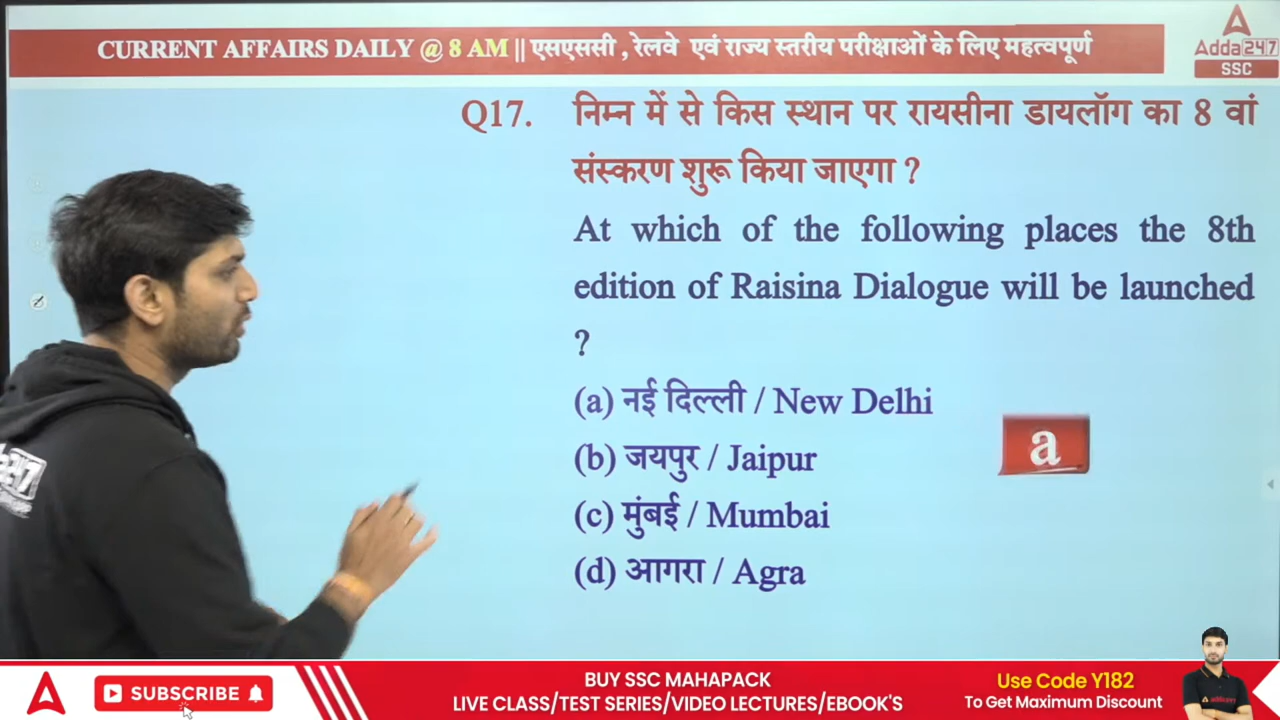 CURRENT AFFAIRS DAILY @ 8 AM || एसएससी , रेलवे एवं राज्य स्तरीय परीक्षाओं के लिए महत्वपूर्ण
Adda247
SSC
Q17. निम्न में से किस स्थान पर रायसीना डायलॉग का 8 वां
संस्करण शुरू किया जाएगा ?
At which of the following places the 8th
edition of Raisina Dialogue will be launched
?
(a) नई दिल्ली / New Delhi
a
(b) जयपुर / Jaipur
(c) मुंबई / Mumbai
(d) आगरा / Agra
SUBSCRIBE
BUY SSC MAHAPACK
LIVE CLASS/TEST SERIES/VIDEO LECTURES/EBOOK'S
Use Code Y182
To Get Maximum Discount